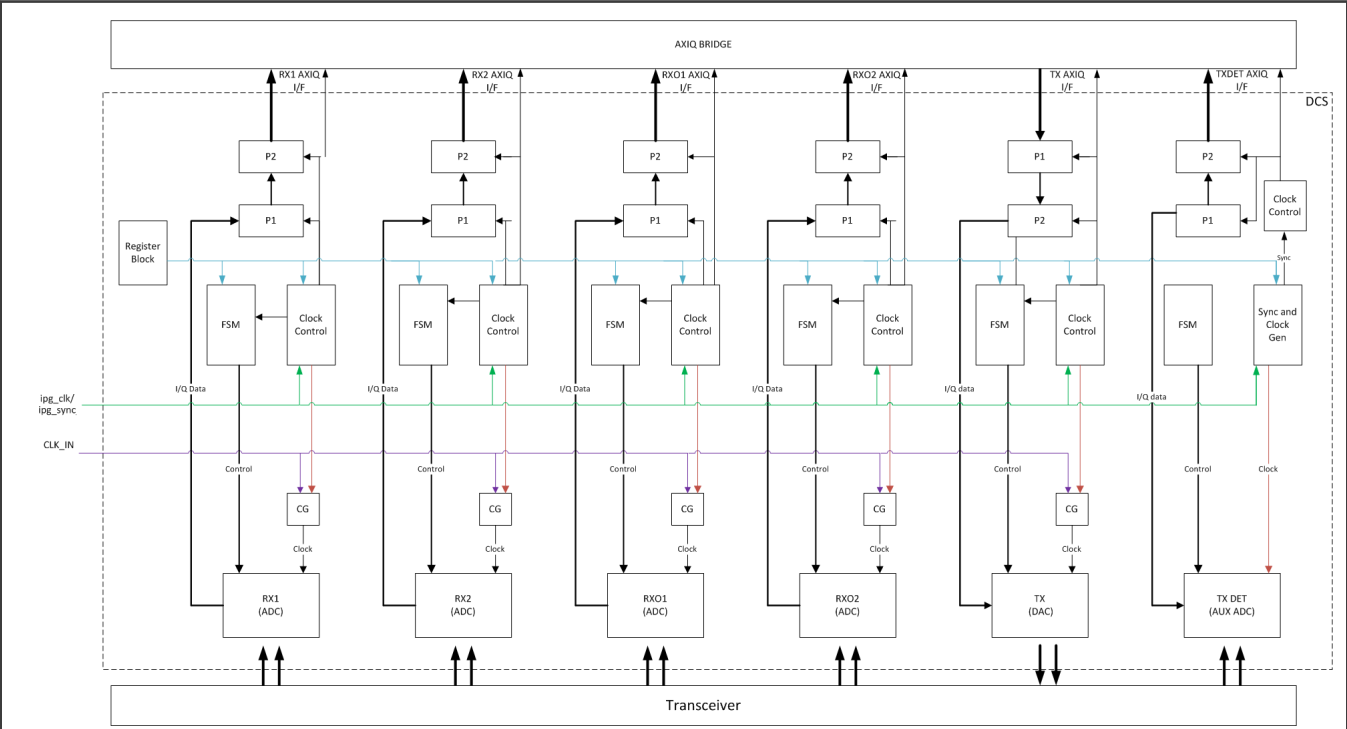 AXIQ BRIDGE
RX1 AXIQ
I/F
RX2 AXIQ
I/F
RXO1 AXIQ
I/F
RXO2 AXIQ
I/F
TX AXIQ
I/F
TXDET AXIQ
I/F
DCS
P2
P2
P2
P2
P1
P2
P1
P1
P1
P1
P2
P1
Clock
Control
Register
Block
Sync
FSM
Clock
Control
FSM
Clock
Control
FSM
Clock
Control
FSM
Clock
Control
FSM
Clock
Control
FSM
Sync and
Clock
Gen
I/Q Data
I/Q Data
I/Q Data
I/Q Data
I/Q data
I/Q data
ipg_clk/
ipg_sync
CLK_IN
Control
Control
Control
Control
Control
Control
Clock
CG
CG
CG
CG
CG
Clock
Clock
Clock
Clock
Clock
RX1
(ADC)
RX2
(ADC)
RXO1
(ADC)
RXO2
(ADC)
TX
(DAC)
TX DET
(AUX ADC)
Transceiver